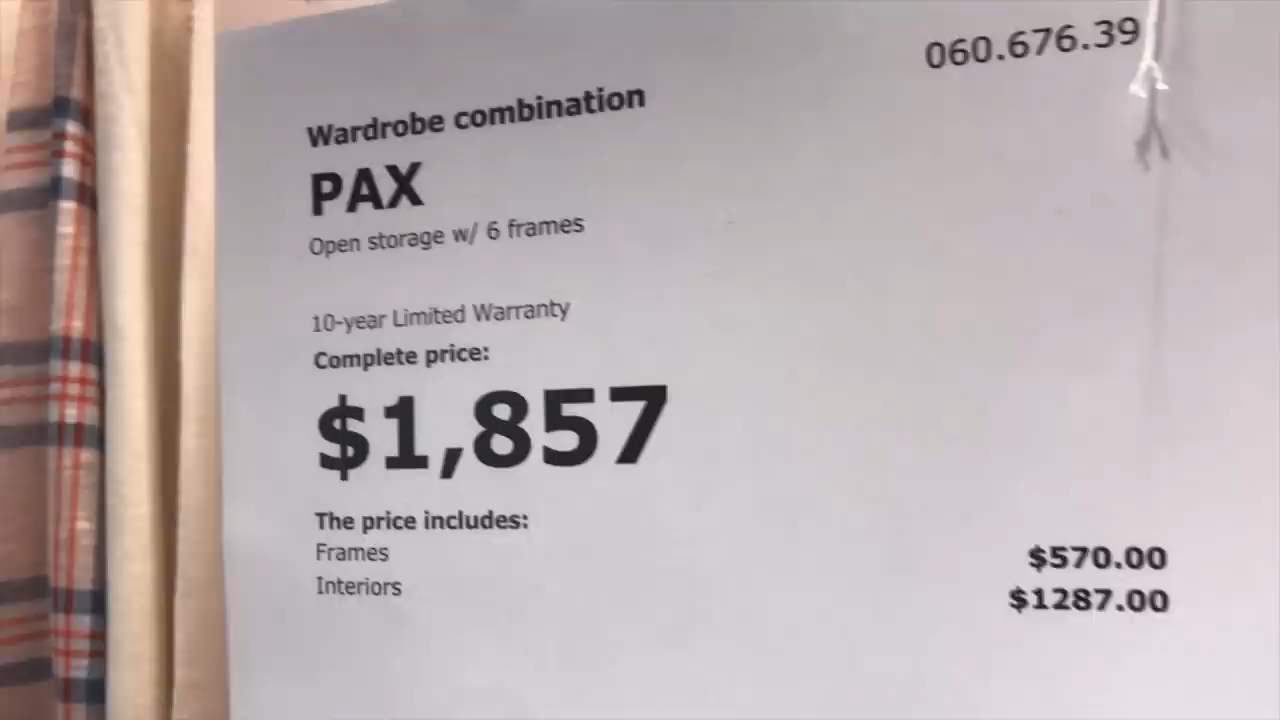 060.676.39
Wardrobe combination
PAX
Open storage w/ 6 frames
10-year Limited Warranty
Complete price:
$1,857
The price includes:
Frames $570.00
Interiors $1287.00